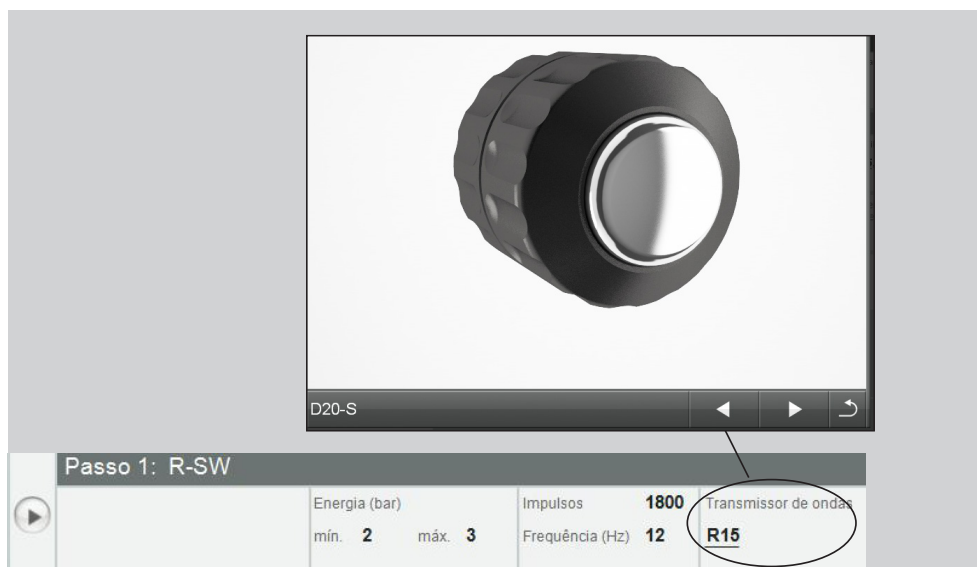 D20-S
Passo 1: R-SW
Energia (bar) Impulsos 1800 Transmissor de ondas
mín. 2 máx. 3 Frequência (Hz) 12 R15